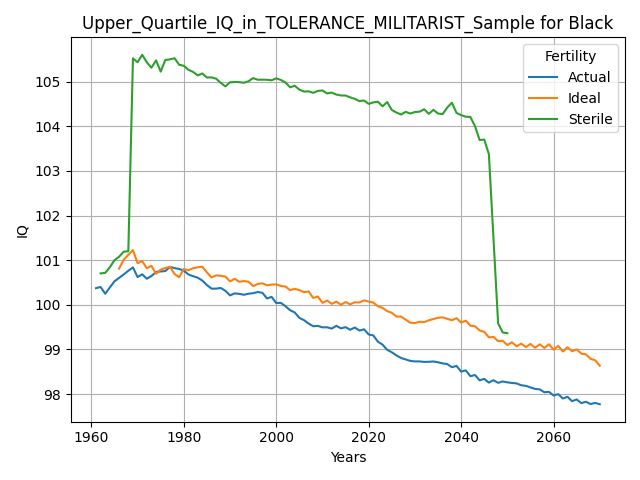 Upper_Quartile_IQ_in_TOLERANCE_MILITARIST_Sample for Black
Fertility
Actual
Ideal
Sterile
105
104
103
102
101
100
99
98
IQ
1960
1980
2000
2020
2040
2060
Years